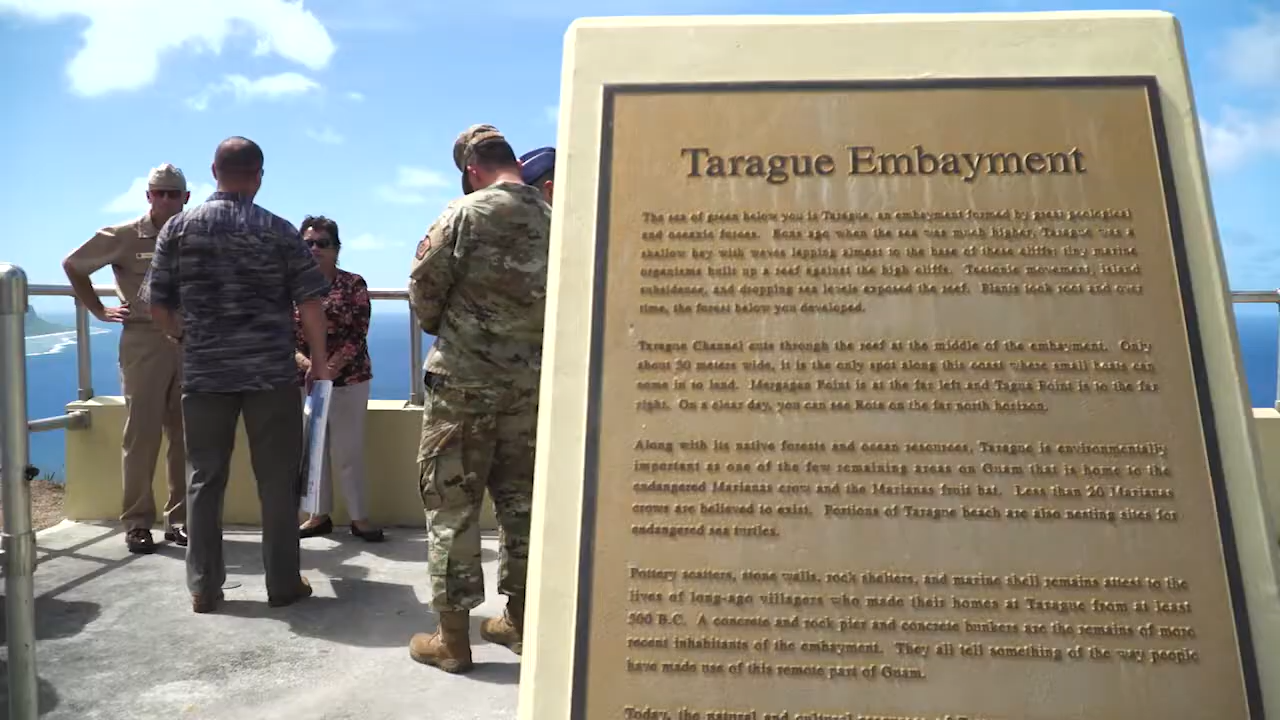 Tarague Embayment
The sea of green below you is Tarague, an embayment formed by great geological
and oceanic forces. Eons ago when the sea was much higher, Tarague was a
shallow bay with waves lapping almost to the base of these cliffs; tiny marine
organisms built up a reef against the high cliffs. Tectonic movement, island
subsidence, and dropping sea levels exposed the reef. Plants took root and over
time, the forest below you developed.
Tarague Channel cuts through the reef at the middle of the embayment. Only
about 50 meters wide, it is the only spot along this coast where small boats can
come in to land. Mergagan Point is at the far left and Tagua Point is to the far
right. On a clear day, you can see Rota on the far north horizon.
Along with its native forests and ocean resources, Tarague is environmentally
important as one of the few remaining areas on Guam that is home to the
endangered Marianas crow and the Marianas fruit bat. Less than 20 Marianas
crows are believed to exist. Portions of Tarague beach are also nesting sites for
endangered sea turtles.
Pottery scatters, stone walls, rock shelters, and marine shell remains attest to the
lives of long-ago villagers who made their homes at Tarague from at least
500 B.C. A concrete and rock pier and concrete bunkers are the remains of more
recent inhabitants of the embayment. They all tell something of the way people
have made use of this remote part of Guam.
Today, the natural and cultural resources of